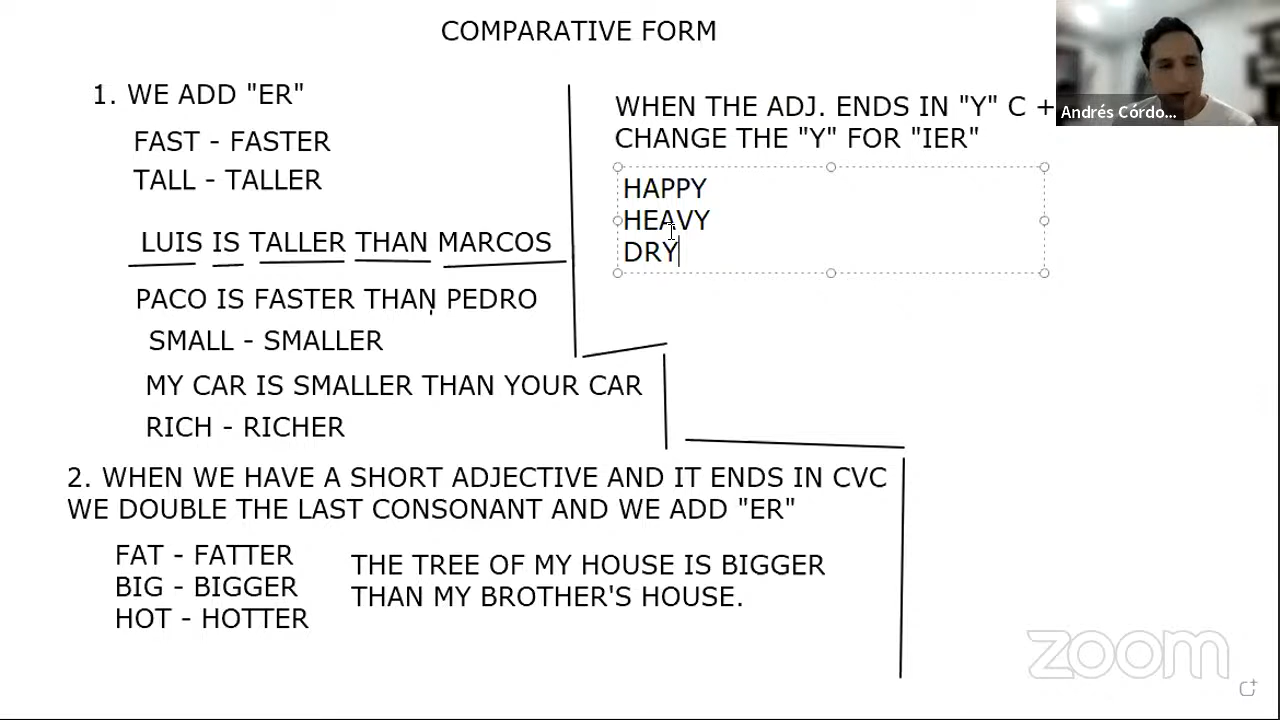 COMPARATIVE FORM
1. WE ADD "ER"
FAST - FASTER
TALL - TALLER
LUIS IS TALLER THAN MARCOS
PACO IS FASTER THAN PEDRO
SMALL - SMALLER
MY CAR IS SMALLER THAN YOUR CAR
RICH - RICHER
2. WHEN WE HAVE A SHORT ADJECTIVE AND IT ENDS IN CVC
WE DOUBLE THE LAST CONSONANT AND WE ADD "ER"
FAT - FATTER
BIG - BIGGER
HOT - HOTTER
THE TREE OF MY HOUSE IS BIGGER
THAN MY BROTHER'S HOUSE.
WHEN THE ADJ. ENDS IN "Y" C +
CHANGE THE "Y" FOR "IER"
HAPPY
HEAVY
DRY
Andrés Córdo...
zoom